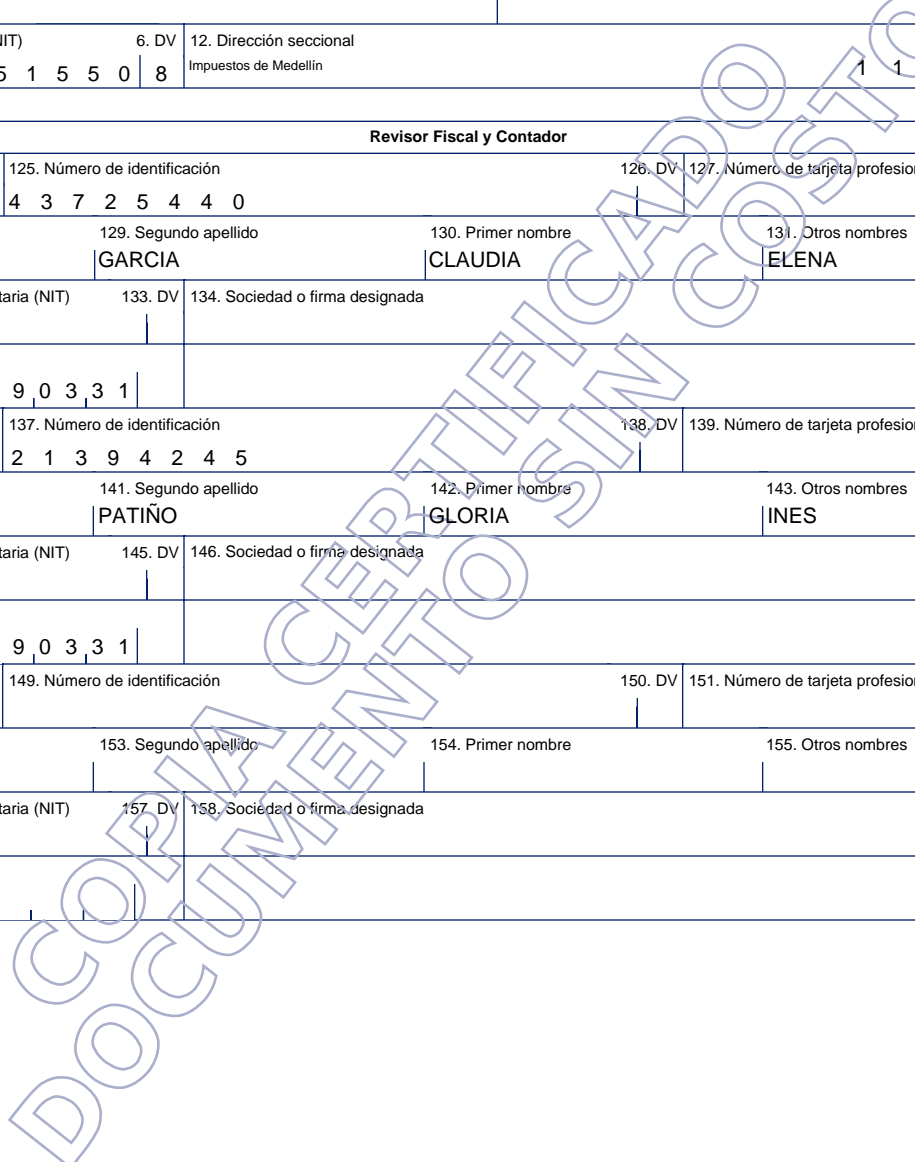 IIT) 6. DV 12. Dirección seccional
5 1 5 5 0 8 Impuestos de Medellín 1 1
Revisor Fiscal y Contador
125. Número de identificación 126. DV 127. Número de tarjeta profesion
4 3 7 2 5 4 4 0
129. Segundo apellido 130. Primer nombre 131. Otros nombres
GARCIA CLAUDIA ELENA
taria (NIT) 133. DV 134. Sociedad o firma designada
9 0 3 3 1
137. Número de identificación 138. DV 139. Número de tarjeta profesion
2 1 3 9 4 2 4 5
141. Segundo apellido 142. Primer nombre 143. Otros nombres
PATIÑO GLORIA INES
taria (NIT) 145. DV 146. Sociedad o firma designada
9 0 3 3 1
149. Número de identificación 150. DV 151. Número de tarjeta profesion
153. Segundo apellido 154. Primer nombre 155. Otros nombres
taria (NIT) 157. DV 158. Sociedad o firma designada
COPIA CERTIFICADO
DOCUMENTO SIN COSTO